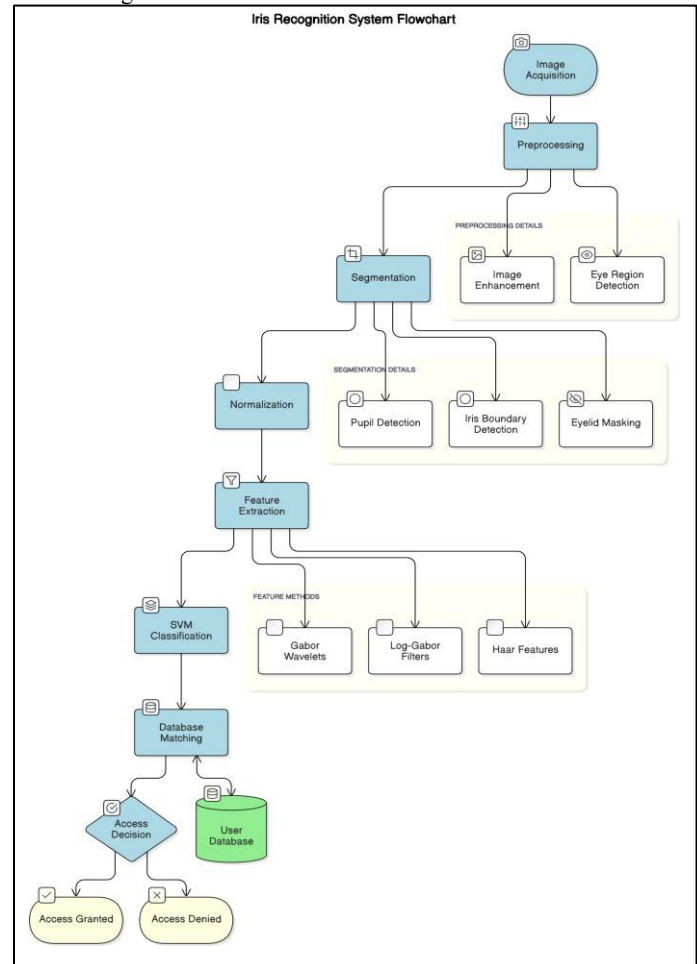 Iris Recognition System Flowchart
Image
Acquisition
Preprocessing
PREPROCESSING DETAILS
Segmentation
Image
Enhancement
Eye Region
Detection
SEGMENTATION DETAILS
Normalization
Pupil Detection
Iris Boundary
Detection
Eyelid Masking
Feature
Extraction
FEATURE METHODS
SVM
Classification
Gabor
Wavelets
Log-Gabor
Filters
Haar Features
Database
Matching
Access
Decision
User
Database
Access Granted
Access Denied